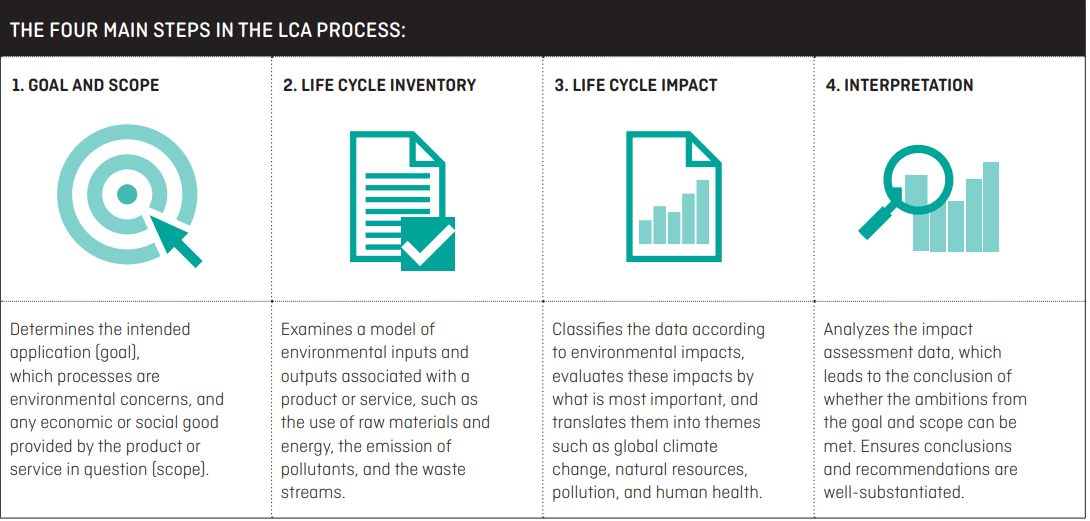 THE FOUR MAIN STEPS IN THE LCA PROCESS:
1. GOAL AND SCOPE
Determines the intended
application (goal),
which processes are
environmental concerns, and
any economic or social good
provided by the product or
service in question (scope).
2. LIFE CYCLE INVENTORY
Examines a model of
environmental inputs and
outputs associated with a
product or service, such as
the use of raw materials and
energy, the emission of
pollutants, and the waste
streams.
3. LIFE CYCLE IMPACT
Classifies the data according
to environmental impacts,
evaluates these impacts by
what is most important, and
translates them into themes
such as global climate
change, natural resources,
pollution, and human health.
4. INTERPRETATION
Analyzes the impact
assessment data, which
leads to the conclusion of
whether the ambitions from
the goal and scope can be
met. Ensures conclusions
and recommendations are
well-substantiated.